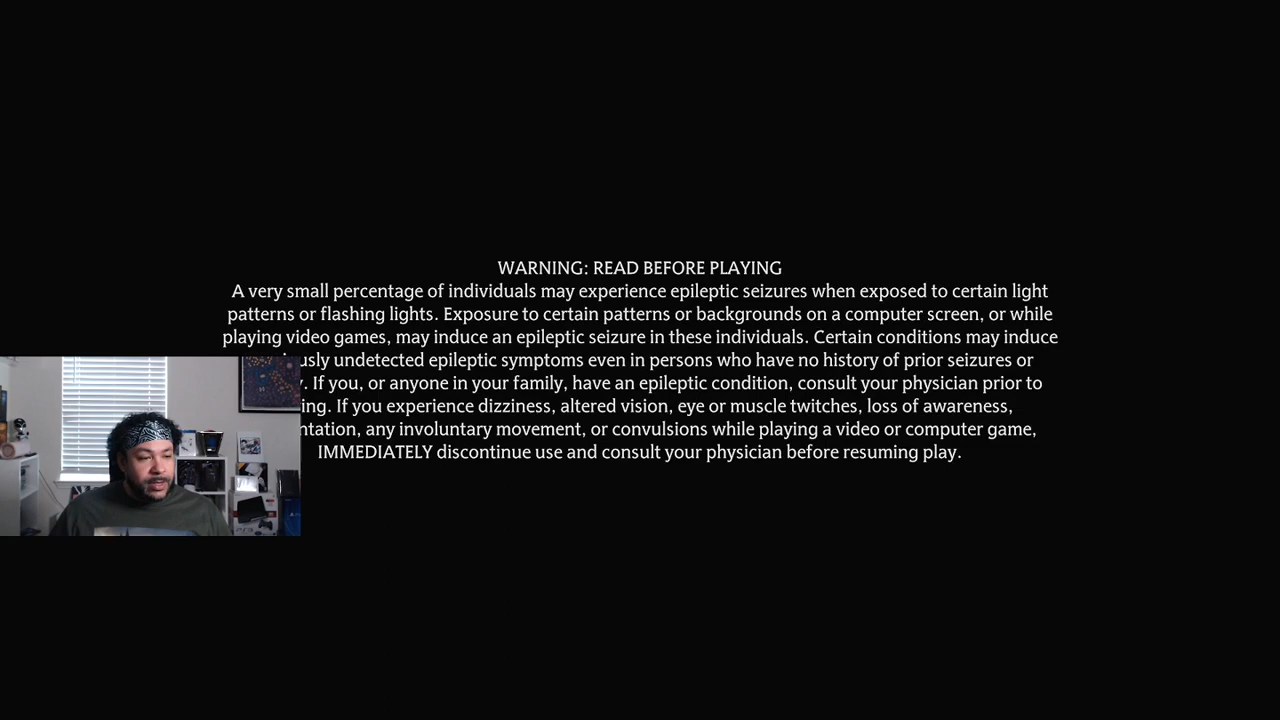 WARNING: READ BEFORE PLAYING
A very small percentage of individuals may experience epileptic seizures when exposed to certain light
patterns or flashing lights. Exposure to certain patterns or backgrounds on a computer screen, or while
playing video games, may induce an epileptic seizure in these individuals. Certain conditions may induce
undetected epileptic symptoms even in persons who have no history of prior seizures or
If you, or anyone in your family, have an epileptic condition, consult your physician prior to
If you experience dizziness, altered vision, eye or muscle twitches, loss of awareness,
any involuntary movement, or convulsions while playing a video or computer game,
IMMEDIATELY discontinue use and consult your physician before resuming play.
PS3